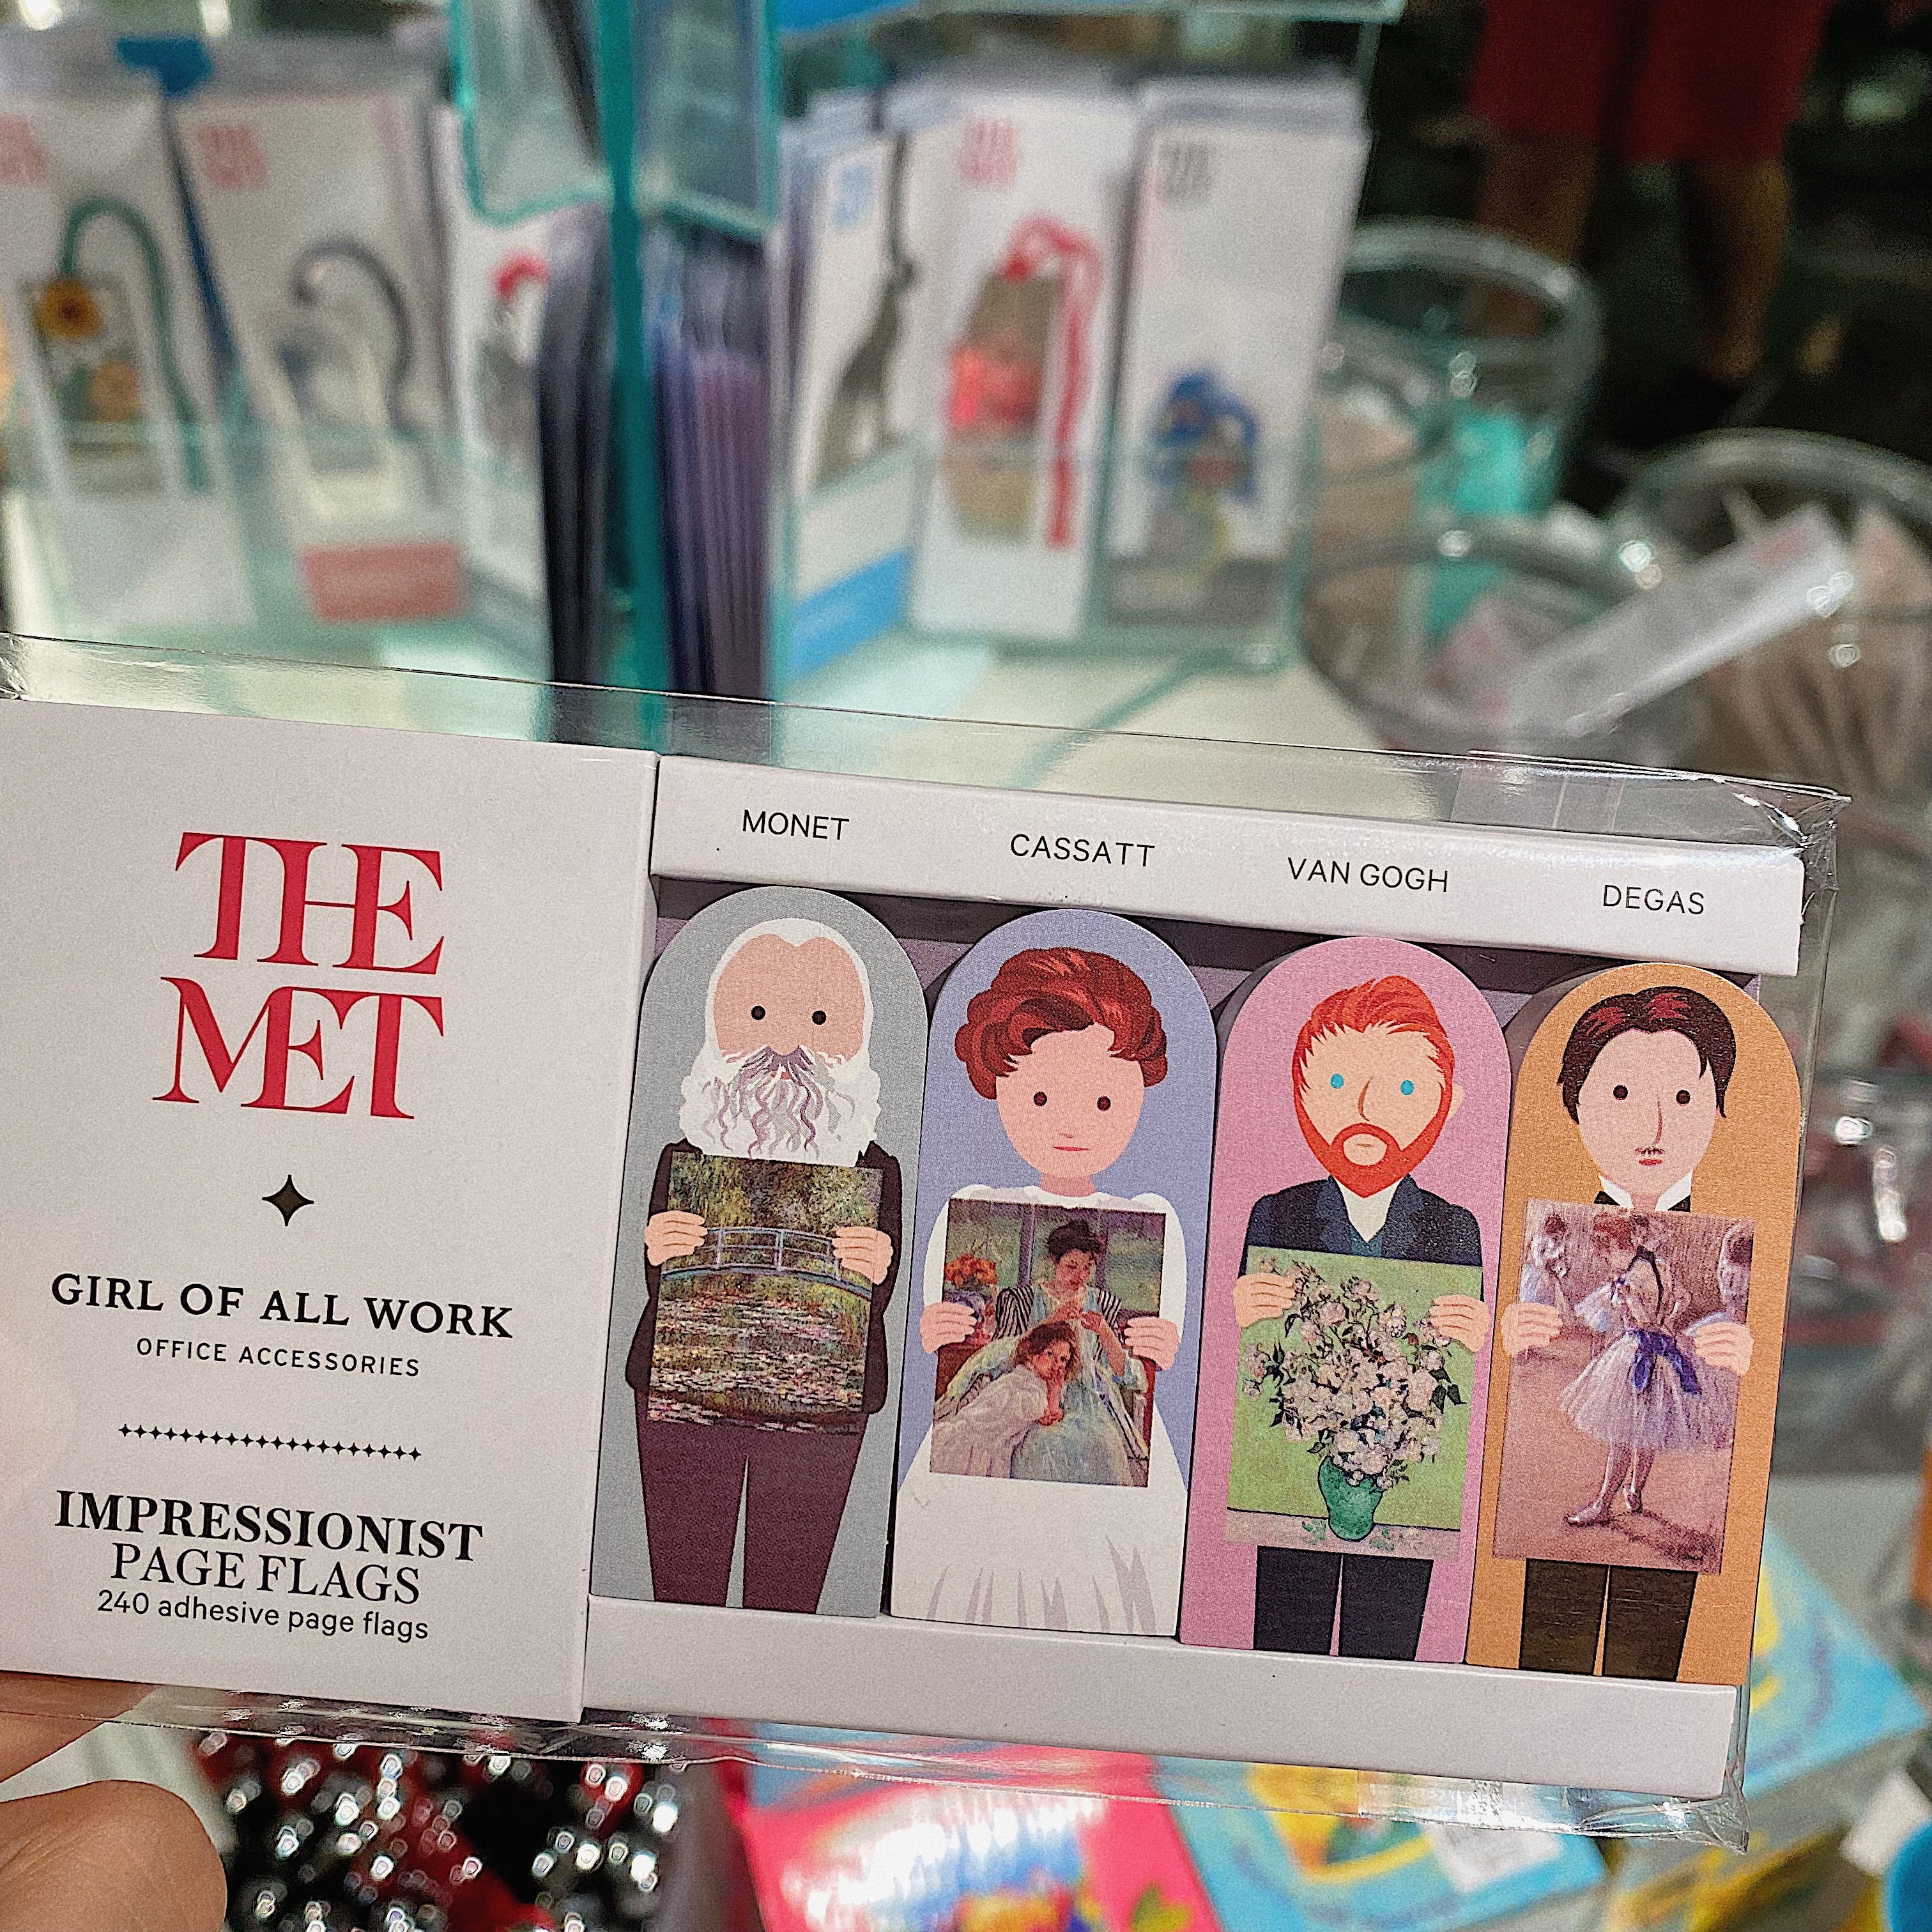 THE
MET
GIRL OF ALL WORK
OFFICE ACCESSORIES
IMPRESSIONIST
PAGE FLAGS
240 adhesive page flags
MONET
CASSATT
VAN GOGH
DEGAS